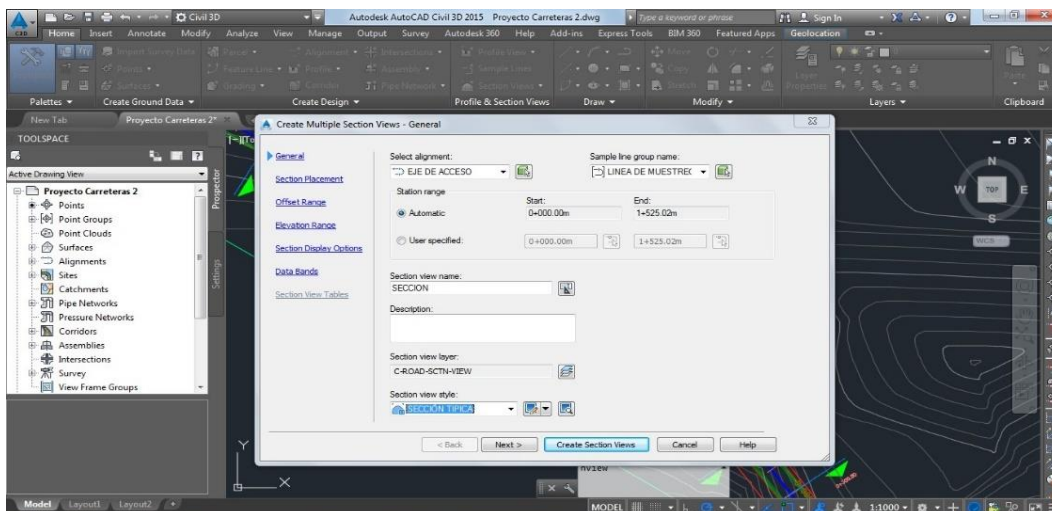 Civil 3D
Autodesk AutoCAD Civil 3D 2015 Proyecto Carreteras 2.dwg
Type a keyword or phrase
Sign In
Home Insert Annotate Modify Analyze View Manage Output Survey Autodesk 360 Help Add-ins Express Tools BIM 360 Featured Apps Geolocation
Palettes Create Ground Data Create Design Profile & Section Views Draw Modify Layers Clipboard
New Tab Proyecto Carreteras 2*
TOOLSPACE
Active Drawing View
Proyecto Carreteras 2
Points
Point Groups
Point Clouds
Surfaces
Alignments
Sites
Catchments
Pipe Networks
Pressure Networks
Corridors
Assemblies
Intersections
Survey
View Frame Groups
Prospector
Settings
Create Multiple Section Views - General
General
Section Placement
Offset Range
Elevation Range
Section Display Options
Data Bands
Section View Tables
Select alignment:
EJE DE ACCESO
Sample line group name:
LINEA DE MUESTREC
Station range
Automatic
Start:
0+000.00m
End:
1+525.02m
User specified:
0+000.00m
1+525.02m
Section view name:
SECCION
Description:
Section view layer:
C-ROAD-SCTN-VIEW
Section view style:
SECCIÓN TIPICA
< Back Next > Create Section Views Cancel Help
N
W TOP E
S
WCS
Y
X
Model Layout1 Layout2 +
MODEL
1:1000